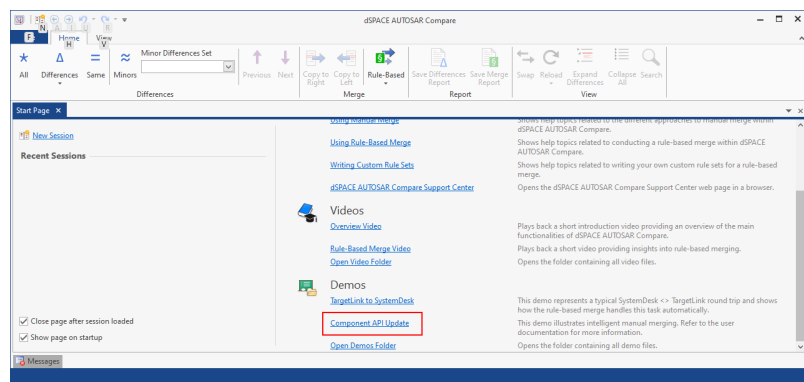 dSPACE AUTOSAR Compare
N
F
Home
H
View
V
All
Differences
Same
Minors
Minor Differences Set
Previous
Next
Copy to Right
Copy to Left
Rule-Based
Save Differences Report
Save Merge Report
Swap
Reload
Expand Differences
Collapse All
Search
Differences
Merge
Report
View
Start Page
New Session
Recent Sessions
Close page after session loaded
Show page on startup
Using Manual Merge
Shows help topics related to the different approaches to manual merge within
dSPACE AUTOSAR Compare.
Using Rule-Based Merge
Shows help topics related to conducting a rule-based merge within dSPACE
AUTOSAR Compare.
Writing Custom Rule Sets
Shows help topics related to writing your own custom rule sets for a rule-based
merge.
dSPACE AUTOSAR Compare Support Center
Opens the dSPACE AUTOSAR Compare Support Center web page in a browser.
Videos
Overview Video
Plays back a short introduction video providing an overview of the main
functionalities of dSPACE AUTOSAR Compare.
Rule-Based Merge Video
Plays back a short video providing insights into rule-based merging.
Open Video Folder
Opens the folder containing all video files.
Demos
TargetLink to SystemDesk
This demo represents a typical SystemDesk <> TargetLink round trip and shows
how the rule-based merge handles this task automatically.
Component API Update
This demo illustrates intelligent manual merging. Refer to the user
documentation for more information.
Open Demos Folder
Opens the folder containing all demo files.
Messages